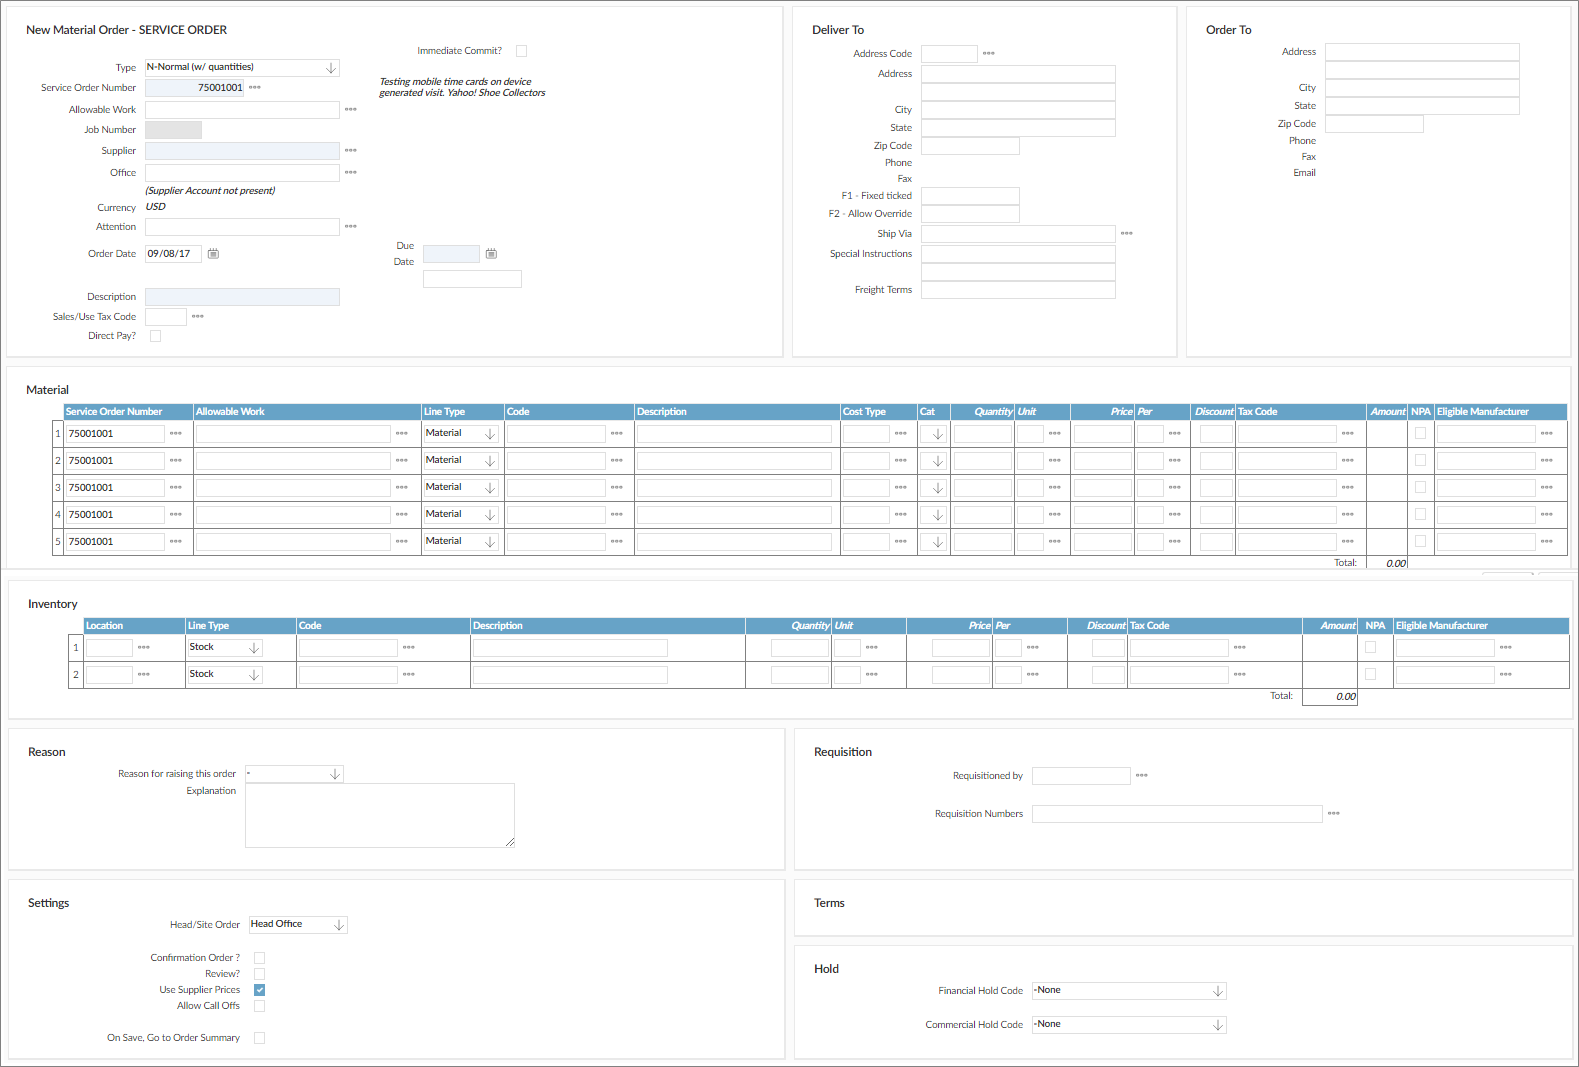 New Material Order - SERVICE ORDER
Immediate Commit?
Type N-Normal (w/ quantities)
Testing mobile time cards on device
generated visit. Yahoo! Shoe Collectors
Service Order Number 75001001
Allowable Work
Job Number
Supplier
Office
(Supplier Account not present)
Currency USD
Attention
Order Date 09/08/17
Due
Date
Description
Sales/Use Tax Code
Direct Pay?
Deliver To
Address Code
Address
City
State
Zip Code
Phone
Fax
F1 - Fixed ticked
F2 - Allow Override
Ship Via
Special Instructions
Freight Terms
Order To
Address
City
State
Zip Code
Phone
Fax
Email
Material
Service Order Number Allowable Work Line Type Code Description Cost Type Cat Quantity Unit Price Per Discount Tax Code Amount NPA Eligible Manufacturer
1 75001001 Material
2 75001001 Material
3 75001001 Material
4 75001001 Material
5 75001001 Material
Total: 0.00
Inventory
Location Line Type Code Description Quantity Unit Price Per Discount Tax Code Amount NPA Eligible Manufacturer
1 Stock
2 Stock
Total: 0.00
Reason
Reason for raising this order -
Explanation
Requisition
Requisitioned by
Requisition Numbers
Settings
Head/Site Order Head Office
Confirmation Order ?
Review?
Use Supplier Prices
Allow Call Offs
On Save, Go to Order Summary
Terms
Hold
Financial Hold Code -None
Commercial Hold Code -None